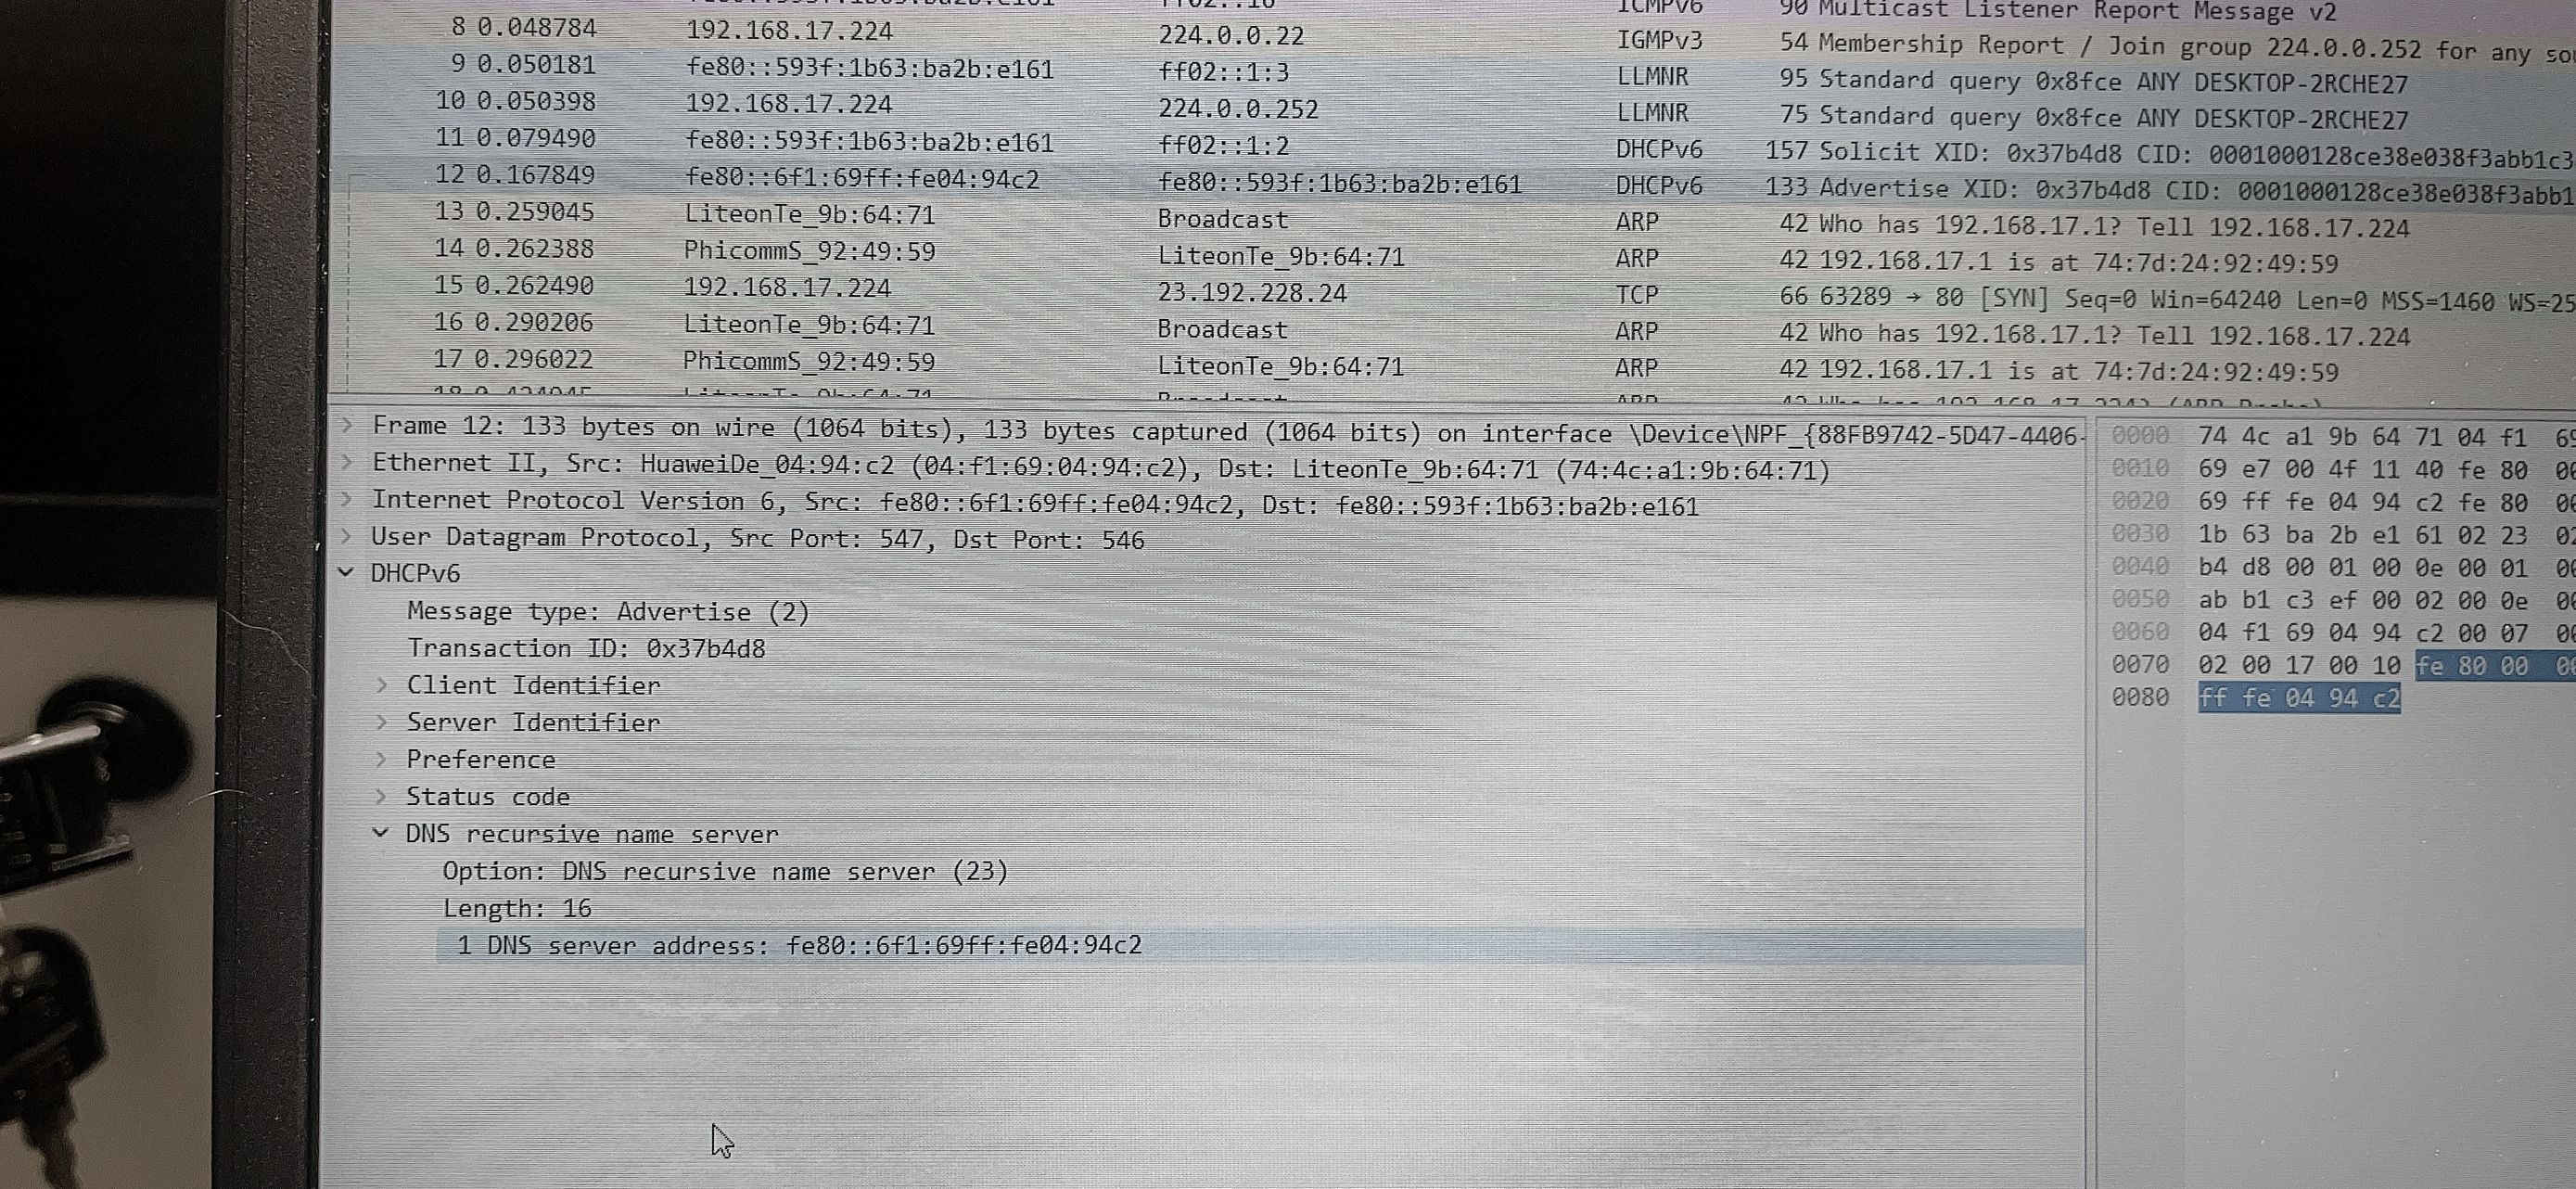 90 Multicast Listener Report Message v2
8 0.048784 192.168.17.224 224.0.0.22 IGMPv3 54 Membership Report / Join group 224.0.0.252 for any
9 0.050181 fe80::593f:1b63:ba2b:e161 ff02::1:3 LLMNR 95 Standard query 0x8fce ANY DESKTOP-2RCHE27
10 0.050398 192.168.17.224 224.0.0.252 LLMNR 75 Standard query 0x8fce ANY DESKTOP-2RCHE27
11 0.079490 fe80::593f:1b63:ba2b:e161 ff02::1:2 DHCPv6 157 Solicit XID: 0x37b4d8 CID: 0001000128ce38e038f3abb1c3
12 0.167849 fe80::6f1:69ff:fe04:94c2 fe80::593f:1b63:ba2b:e161 DHCPv6 133 Advertise XID: 0x37b4d8 CID: 0001000128ce38e038f3abb1
13 0.259045 LiteonTe_9b:64:71 Broadcast ARP 42 Who has 192.168.17.1? Tell 192.168.17.224
14 0.262388 PhicommS_92:49:59 LiteonTe_9b:64:71 ARP 42 192.168.17.1 is at 74:7d:24:92:49:59
15 0.262490 192.168.17.224 23.192.228.24 TCP 66 63289 → 80 [SYN] Seq=0 Win=64240 Len=0 MSS=1460 WS=25
16 0.290206 LiteonTe_9b:64:71 Broadcast ARP 42 Who has 192.168.17.1? Tell 192.168.17.224
17 0.296022 PhicommS_92:49:59 LiteonTe_9b:64:71 ARP 42 192.168.17.1 is at 74:7d:24:92:49:59
Frame 12: 133 bytes on wire (1064 bits), 133 bytes captured (1064 bits) on interface \Device\NPF_{88FB9742-5D47-4406-
Ethernet II, Src: HuaweiDe_04:94:c2 (04:f1:69:04:94:c2), Dst: LiteonTe_9b:64:71 (74:4c:a1:9b:64:71)
Internet Protocol Version 6, Src: fe80::6f1:69ff:fe04:94c2, Dst: fe80::593f:1b63:ba2b:e161
User Datagram Protocol, Src Port: 547, Dst Port: 546
DHCPv6
Message type: Advertise (2)
Transaction ID: 0x37b4d8
Client Identifier
Server Identifier
Preference
Status code
DNS recursive name server
Option: DNS recursive name server (23)
Length: 16
1 DNS server address: fe80::6f1:69ff:fe04:94c2
0000 74 4c a1 9b 64 71 04 f1 69
0010 69 e7 00 4f 11 40 fe 80
0020 69 ff fe 04 94 c2 fe 80
0030 1b 63 ba 2b e1 61 02 23
0040 b4 d8 00 01 00 0e 00 01
0050 ab b1 c3 ef 00 02 00 0e
0060 04 f1 69 04 94 c2 00 07
0070 02 00 17 00 10 fe 80 00
0080 ff fe 04 94 c2